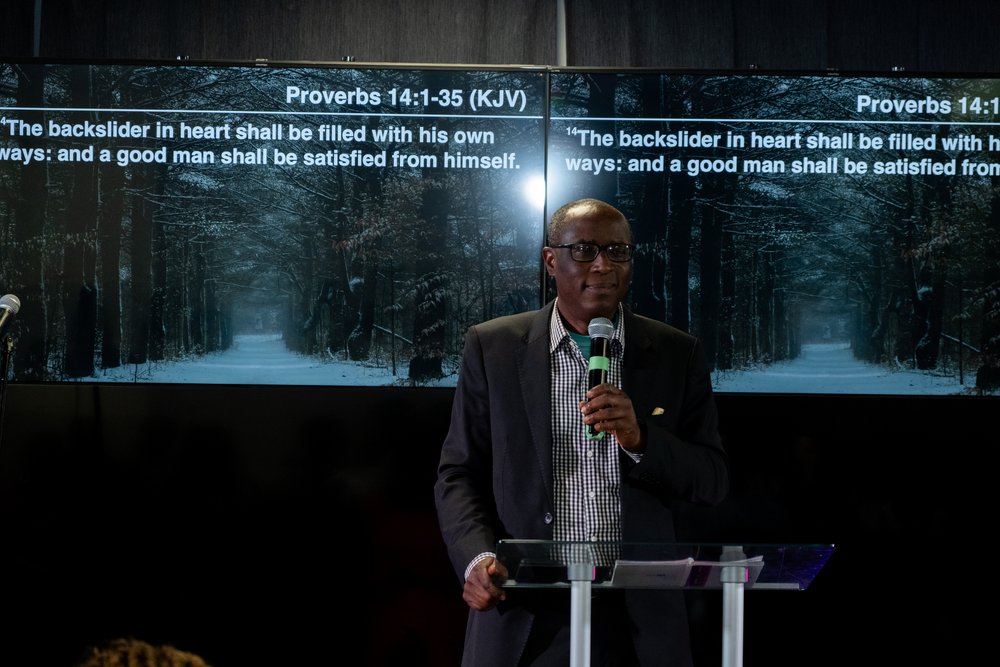 Proverbs 14:1-35 (KJV)
⁴The backslider in heart shall be filled with his own
ways: and a good man shall be satisfied from himself.
Proverbs 14:1
¹⁴The backslider in heart shall be filled with h
ways: and a good man shall be satisfied from